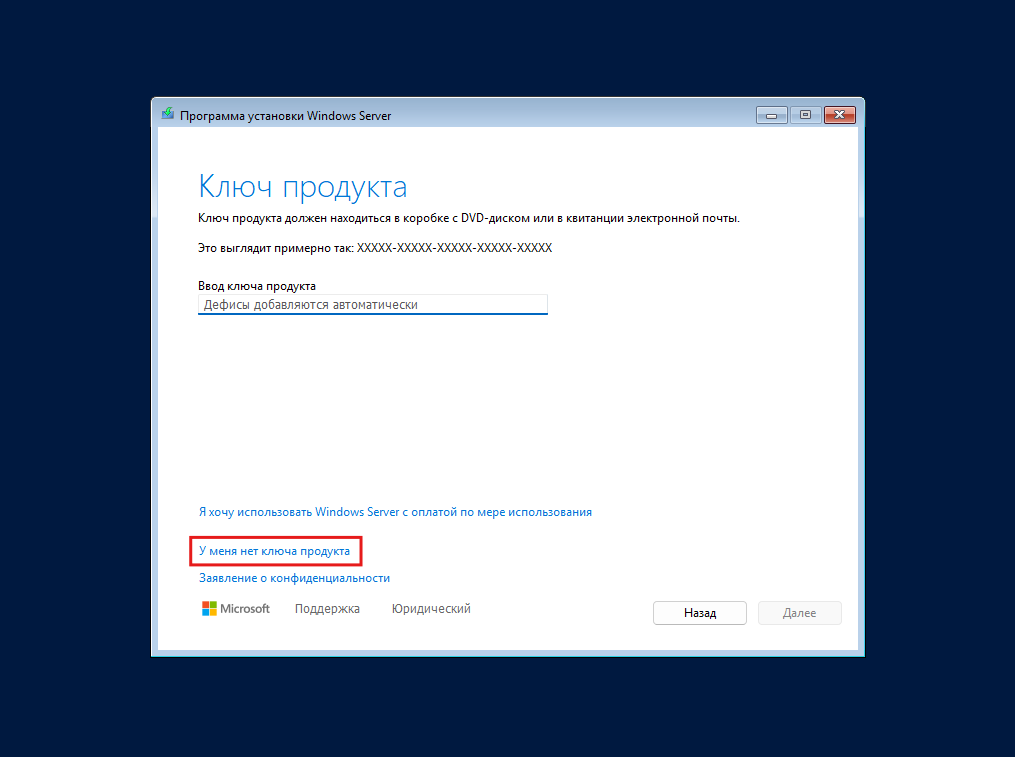 Программа установки Windows Server
Ключ продукта
Ключ продукта должен находиться в коробке с DVD-диском или в квитанции электронной почты.
Это выглядит примерно так: XXXXX-XXXXX-XXXXX-XXXXX-XXXXX
Ввод ключа продукта
Дефисы добавляются автоматически
Я хочу использовать Windows Server с оплатой по мере использования
У меня нет ключа продукта
Заявление о конфиденциальности
Microsoft Поддержка Юридический
Назад Далее